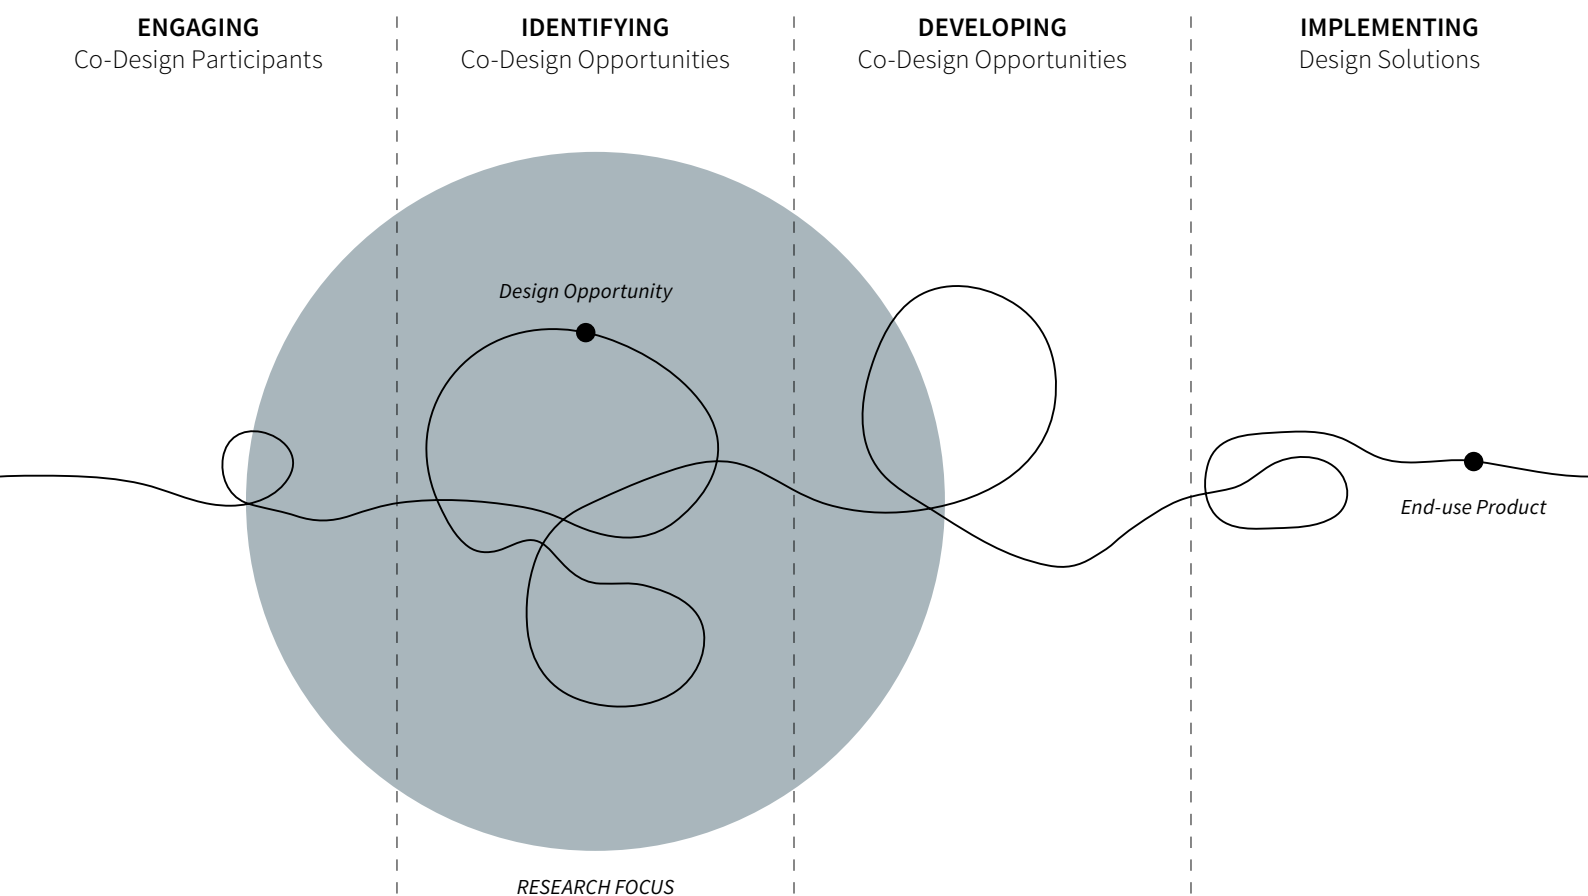 ENGAGING
Co-Design Participants
IDENTIFYING
Co-Design Opportunities
DEVELOPING
Co-Design Opportunities
IMPLEMENTING
Design Solutions
Design Opportunity
End-use Product
RESEARCH FOCUS